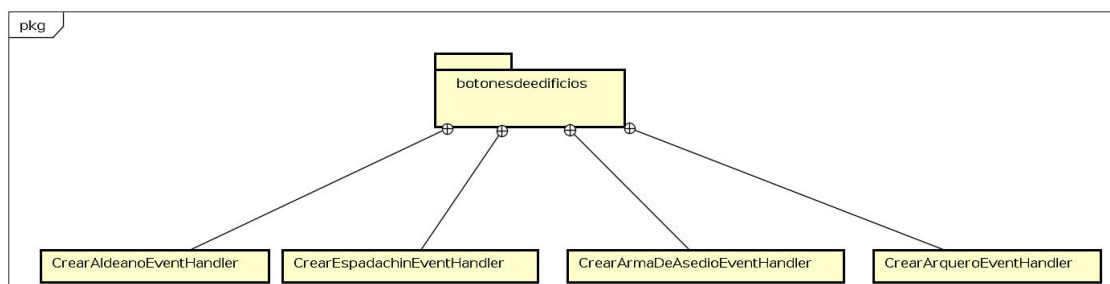 pkg
botonesdeedificios
CrearAldeanoEventHandler
CrearEspadachinEventHandler
CrearArmaDeAsedioEventHandler
CrearArqueroEventHandler